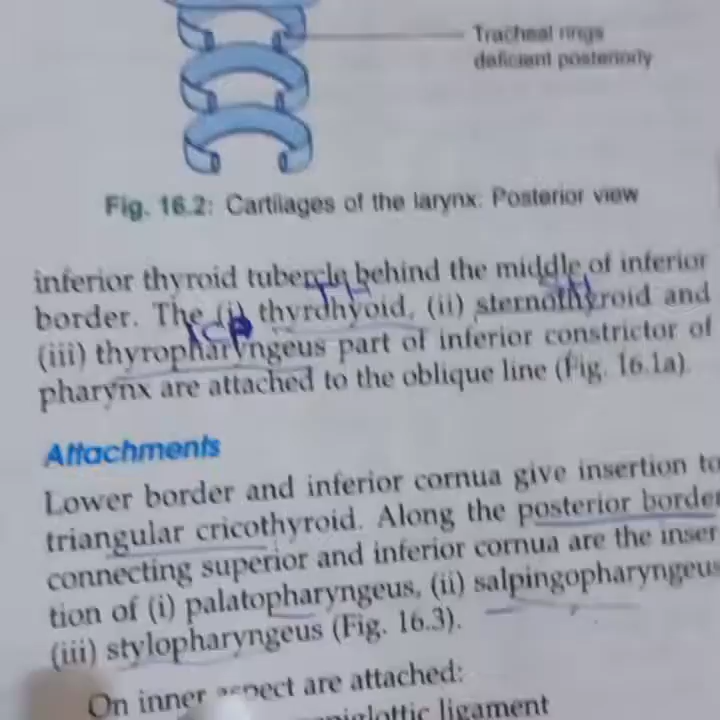 Tracheal rings
deficient posteriorly
Fig. 16.2: Cartilages of the larynx: Posterior view
inferior thyroid tubercle behind the middle of inferior
border. The (i) thyrohyoid, (ii) sternothyroid and
(iii) thyropharyngeus part of inferior constrictor of
pharynx are attached to the oblique line (Fig. 16.1a).
Attachments
Lower border and inferior cornua give insertion to
triangular cricothyroid. Along the posterior border
connecting superior and inferior cornua are the inser
tion of (i) palatopharyngeus, (ii) salpingopharyngeus
(iii) stylopharyngeus (Fig. 16.3).
On inner aspect are attached:
ligament